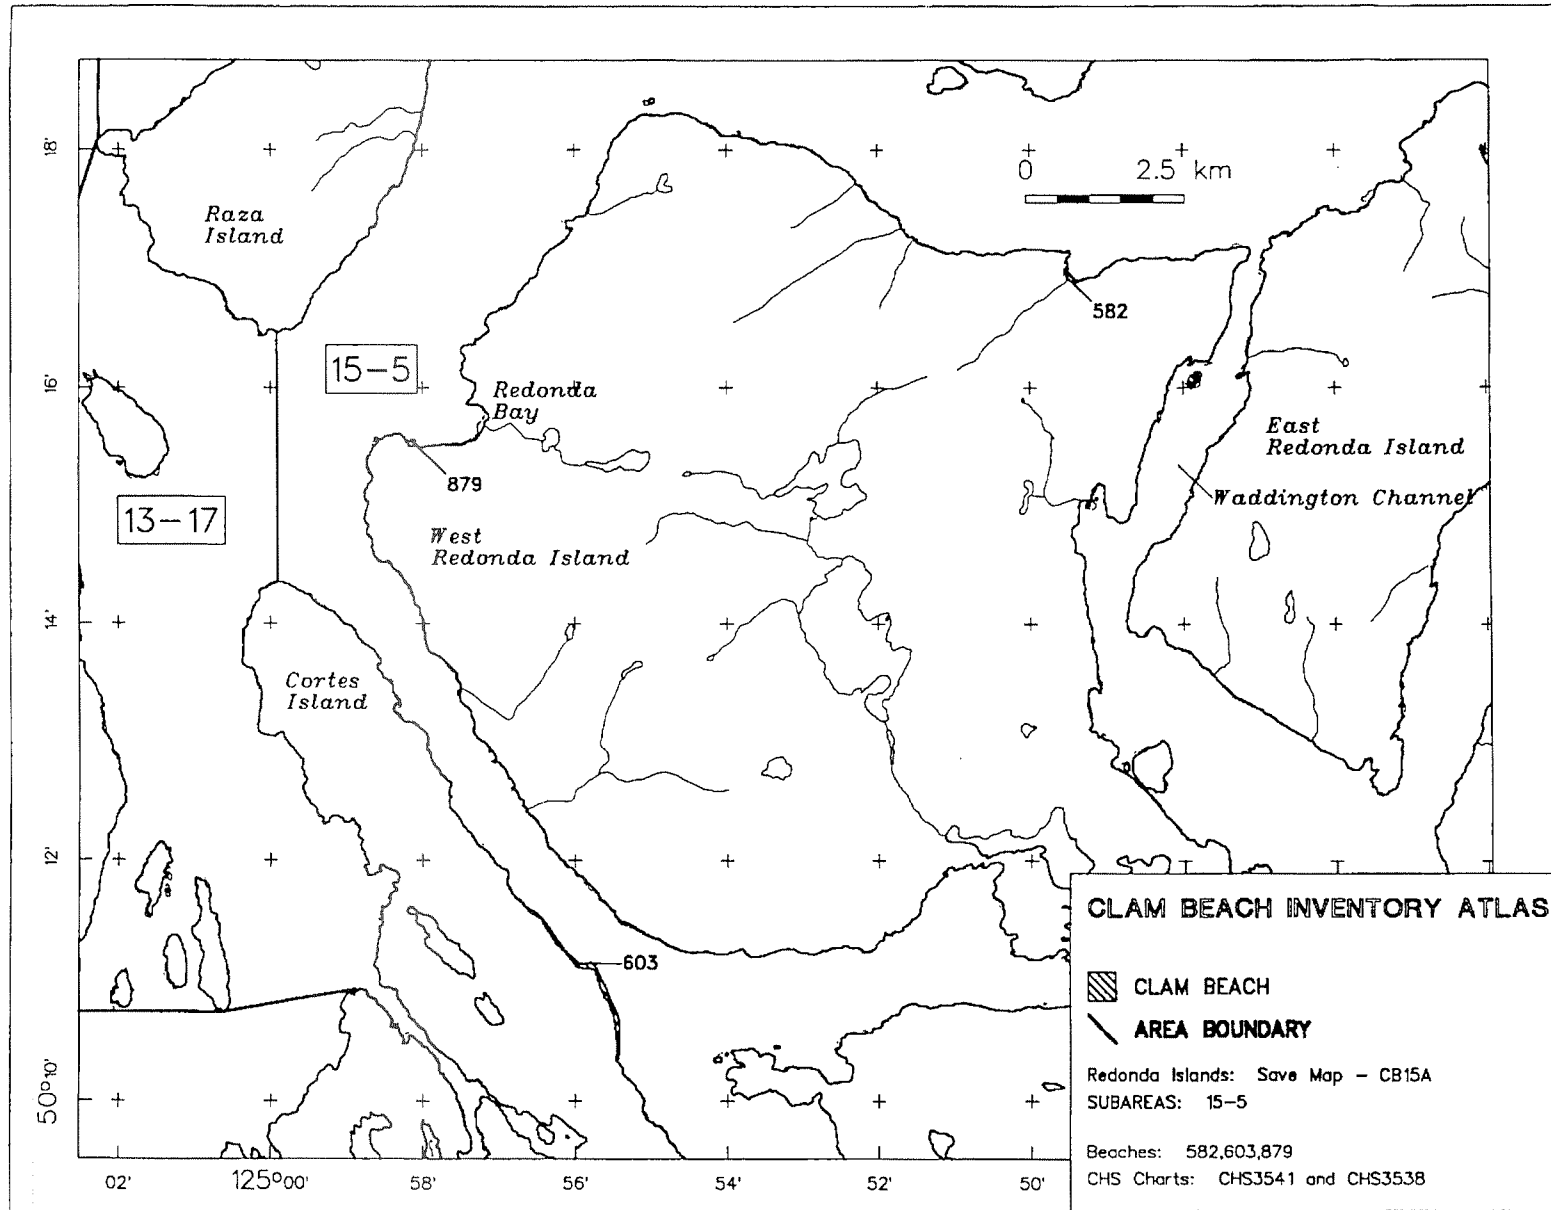 18'
0 2.5 km
Raza
Island
582
15-5
16'
Redonda
Bay
East
Redonda Island
879
Waddington Channel
13-17
West
Redonda Island
14'
Cortes
Island
12'
CLAM BEACH INVENTORY ATLAS
603
CLAM BEACH
AREA BOUNDARY
Redonda Islands: Save Map - CB15A
50°10'
SUBAREAS: 15-5
Beaches: 582,603,879
CHS Charts: CHS3541 and CHS3538
02' 125°00' 58' 56' 54' 52' 50'